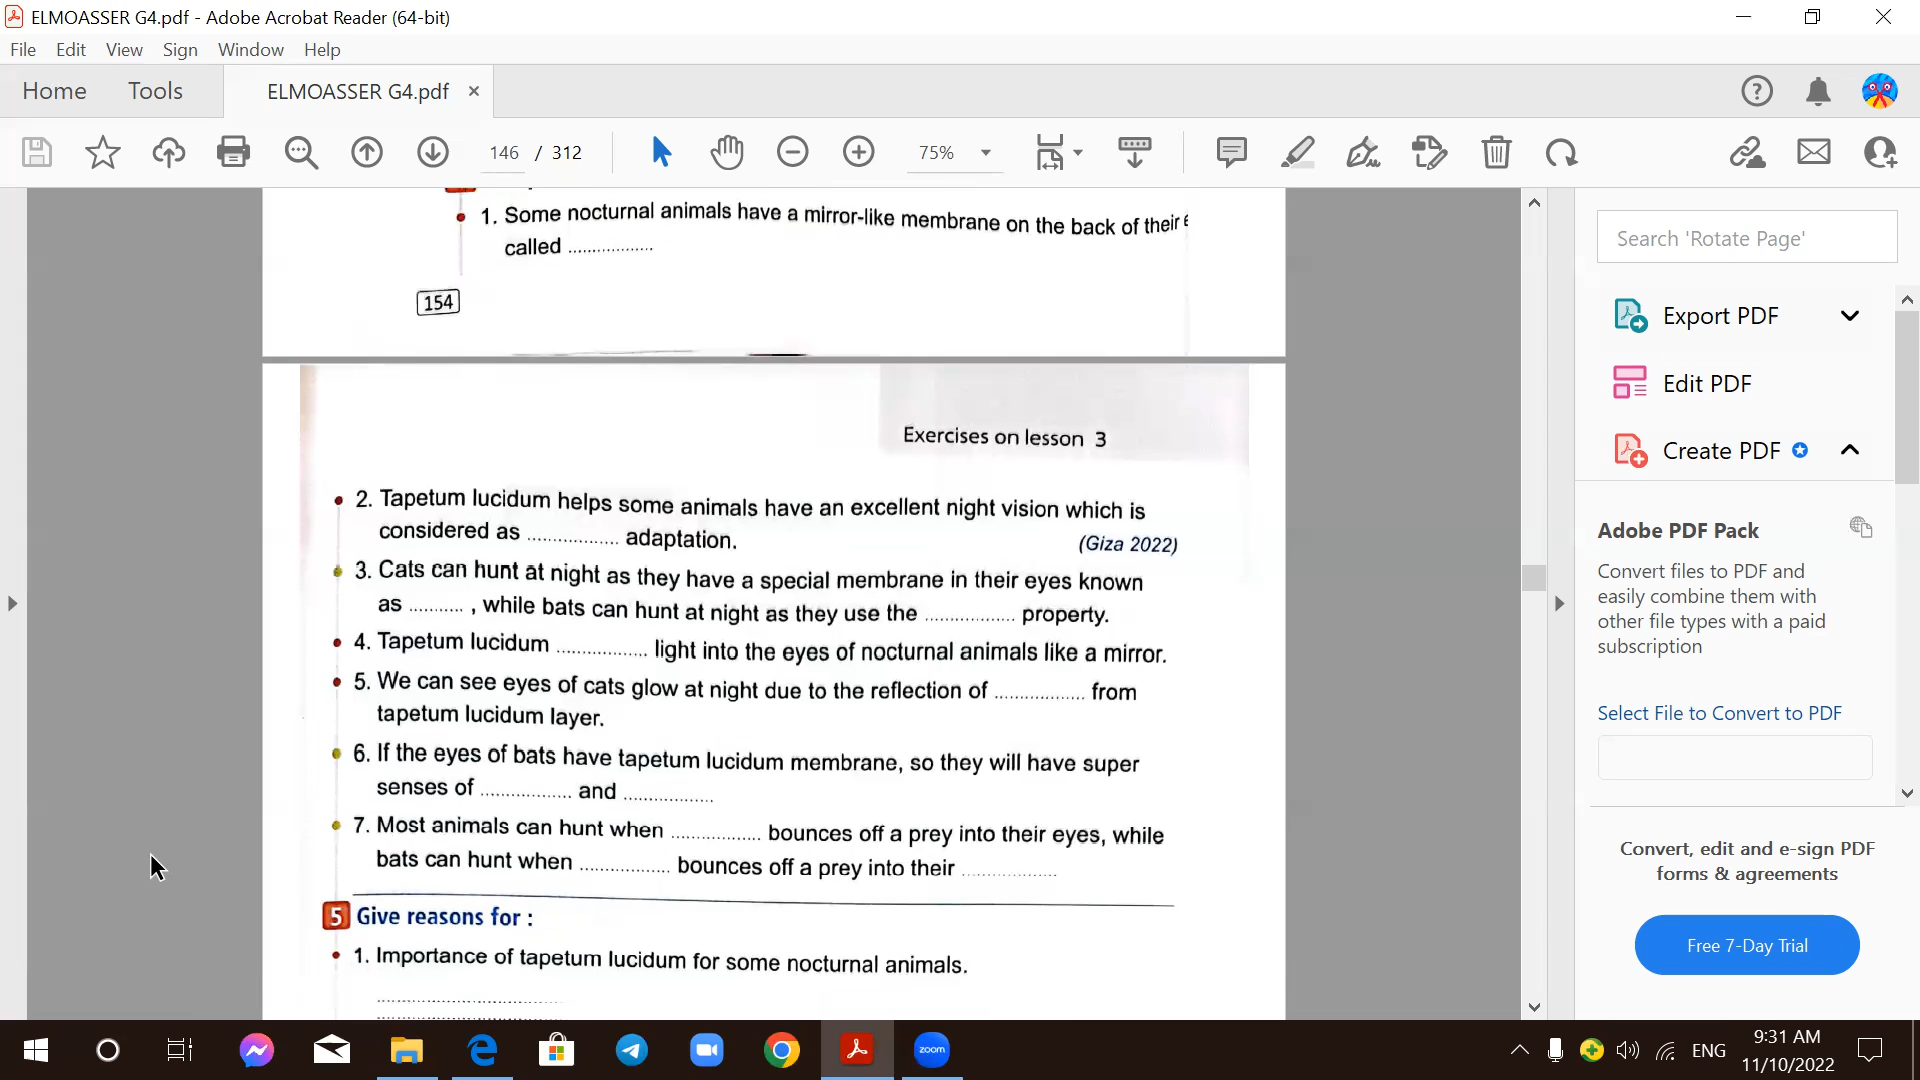 ELMOASSER G4.pdf - Adobe Acrobat Reader (64-bit)
File Edit View Sign Window Help
Home Tools ELMOASSER G4.pdf ×
146 / 312 75%
1. Some nocturnal animals have a mirror-like membrane on the back of their
called .................
154
Exercises on lesson 3
2. Tapetum lucidum helps some animals have an excellent night vision which is
considered as ................. adaptation. (Giza 2022)
3. Cats can hunt at night as they have a special membrane in their eyes known
as .......... , while bats can hunt at night as they use the ................. property.
4. Tapetum lucidum ................. light into the eyes of nocturnal animals like a mirror.
5. We can see eyes of cats glow at night due to the reflection of ................. from
tapetum lucidum layer.
6. If the eyes of bats have tapetum lucidum membrane, so they will have super
senses of ................. and .................
7. Most animals can hunt when ................. bounces off a prey into their eyes, while
bats can hunt when ................. bounces off a prey into their .................
5 Give reasons for :
1. Importance of tapetum lucidum for some nocturnal animals.
Search 'Rotate Page'
Export PDF
Edit PDF
Create PDF
Adobe PDF Pack
Convert files to PDF and
easily combine them with
other file types with a paid
subscription
Select File to Convert to PDF
Convert, edit and e-sign PDF
forms & agreements
Free 7-Day Trial
zoom
ENG
9:31 AM
11/10/2022